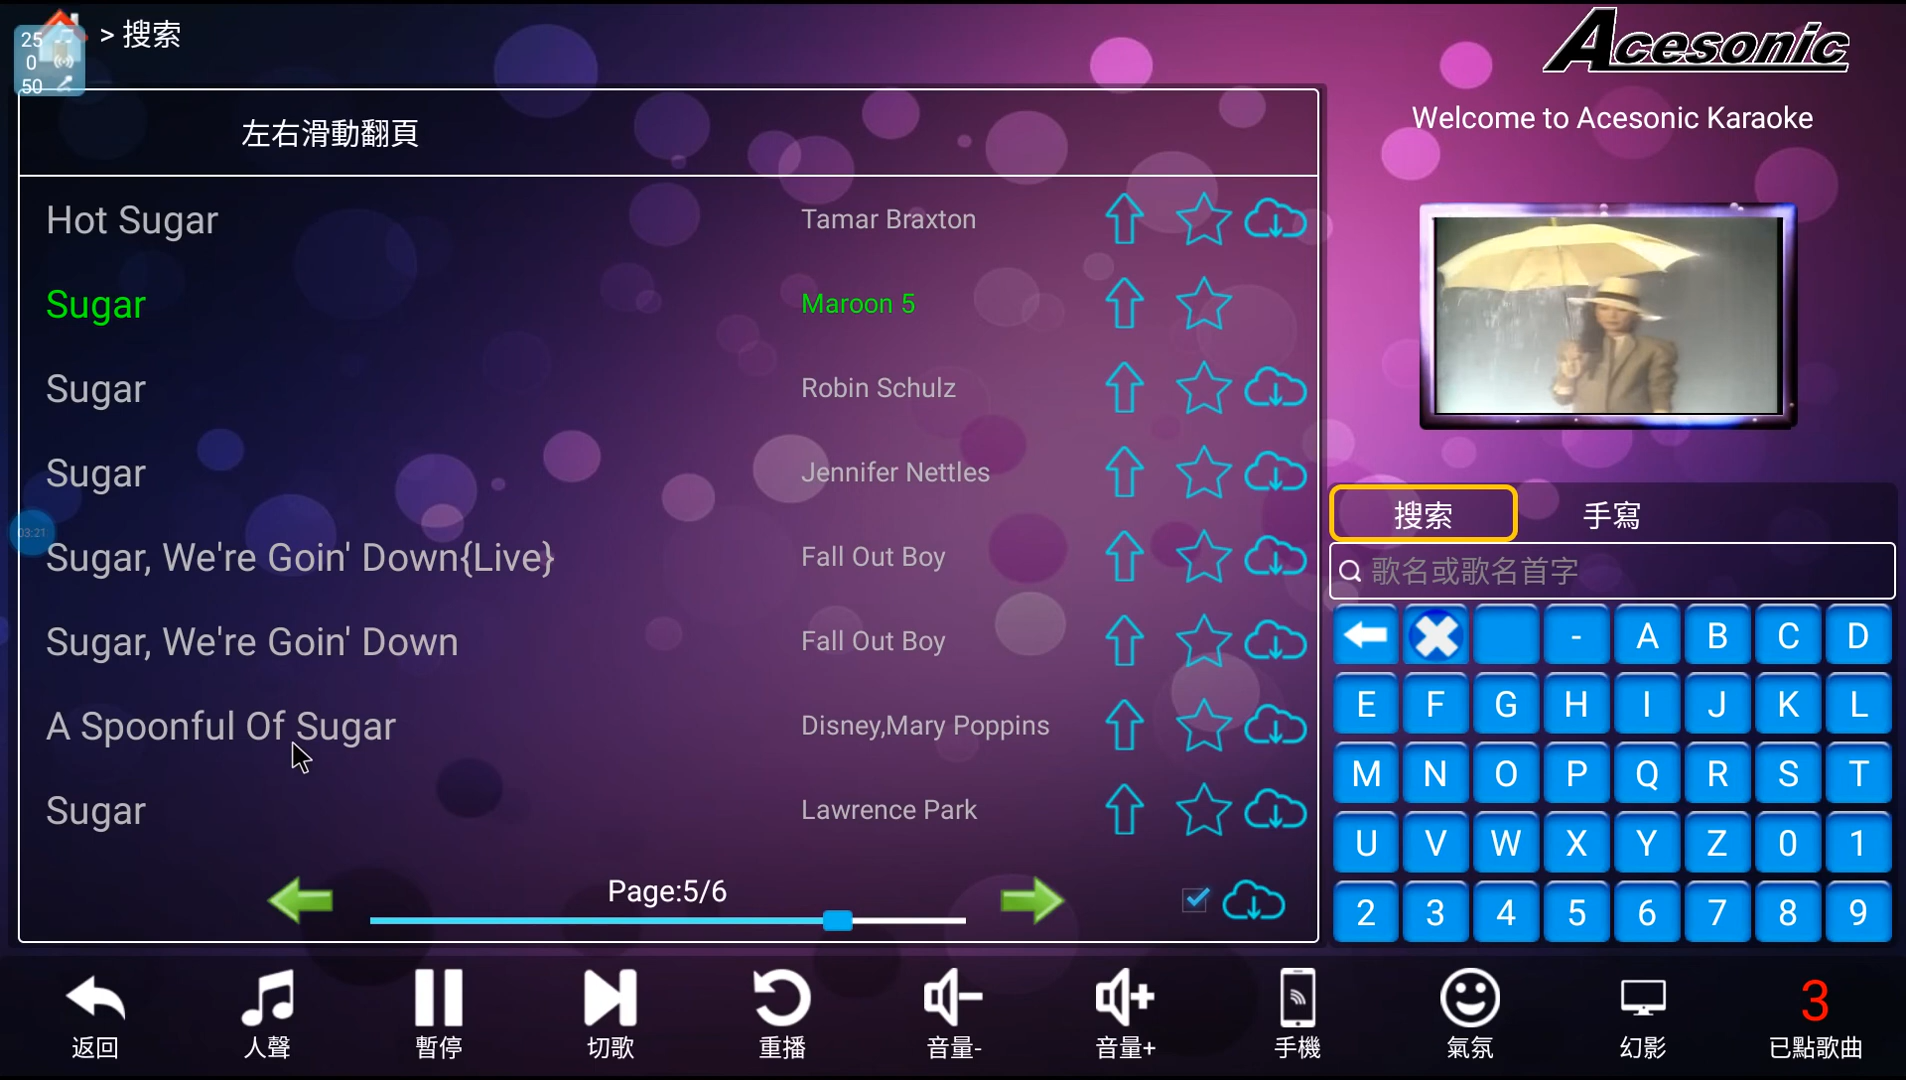 25
0
50
> 搜索
Acesonic
Welcome to Acesonic Karaoke
左右滑動翻頁
Hot Sugar Tamar Braxton
Sugar Maroon 5
Sugar Robin Schulz
Sugar Jennifer Nettles
03:21
Sugar, We're Goin' Down{Live} Fall Out Boy
Sugar, We're Goin' Down Fall Out Boy
A Spoonful Of Sugar Disney,Mary Poppins
Sugar Lawrence Park
Page:5/6
搜索 手寫
歌名或歌名首字
- A B C D
E F G H I J K L
M N O P Q R S T
U V W X Y Z 0 1
2 3 4 5 6 7 8 9
3
返回 人聲 暫停 切歌 重播 音量- 音量+ 手機 氣氛 幻影 已點歌曲